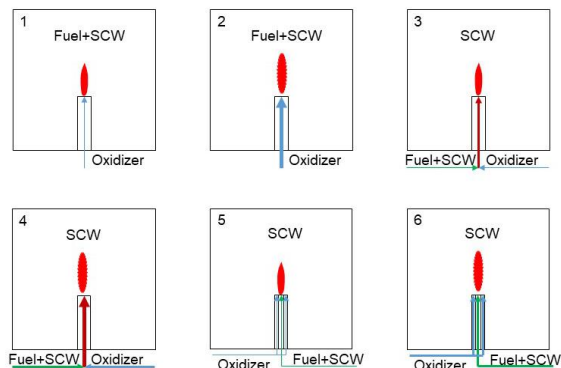 1
Fuel+SCW
Oxidizer
2
Fuel+SCW
Oxidizer
3
SCW
Fuel+SCW Oxidizer
4
SCW
Fuel+SCW Oxidizer
5
SCW
Oxidizer Fuel+SCW
6
SCW
Oxidizer Fuel+SCW